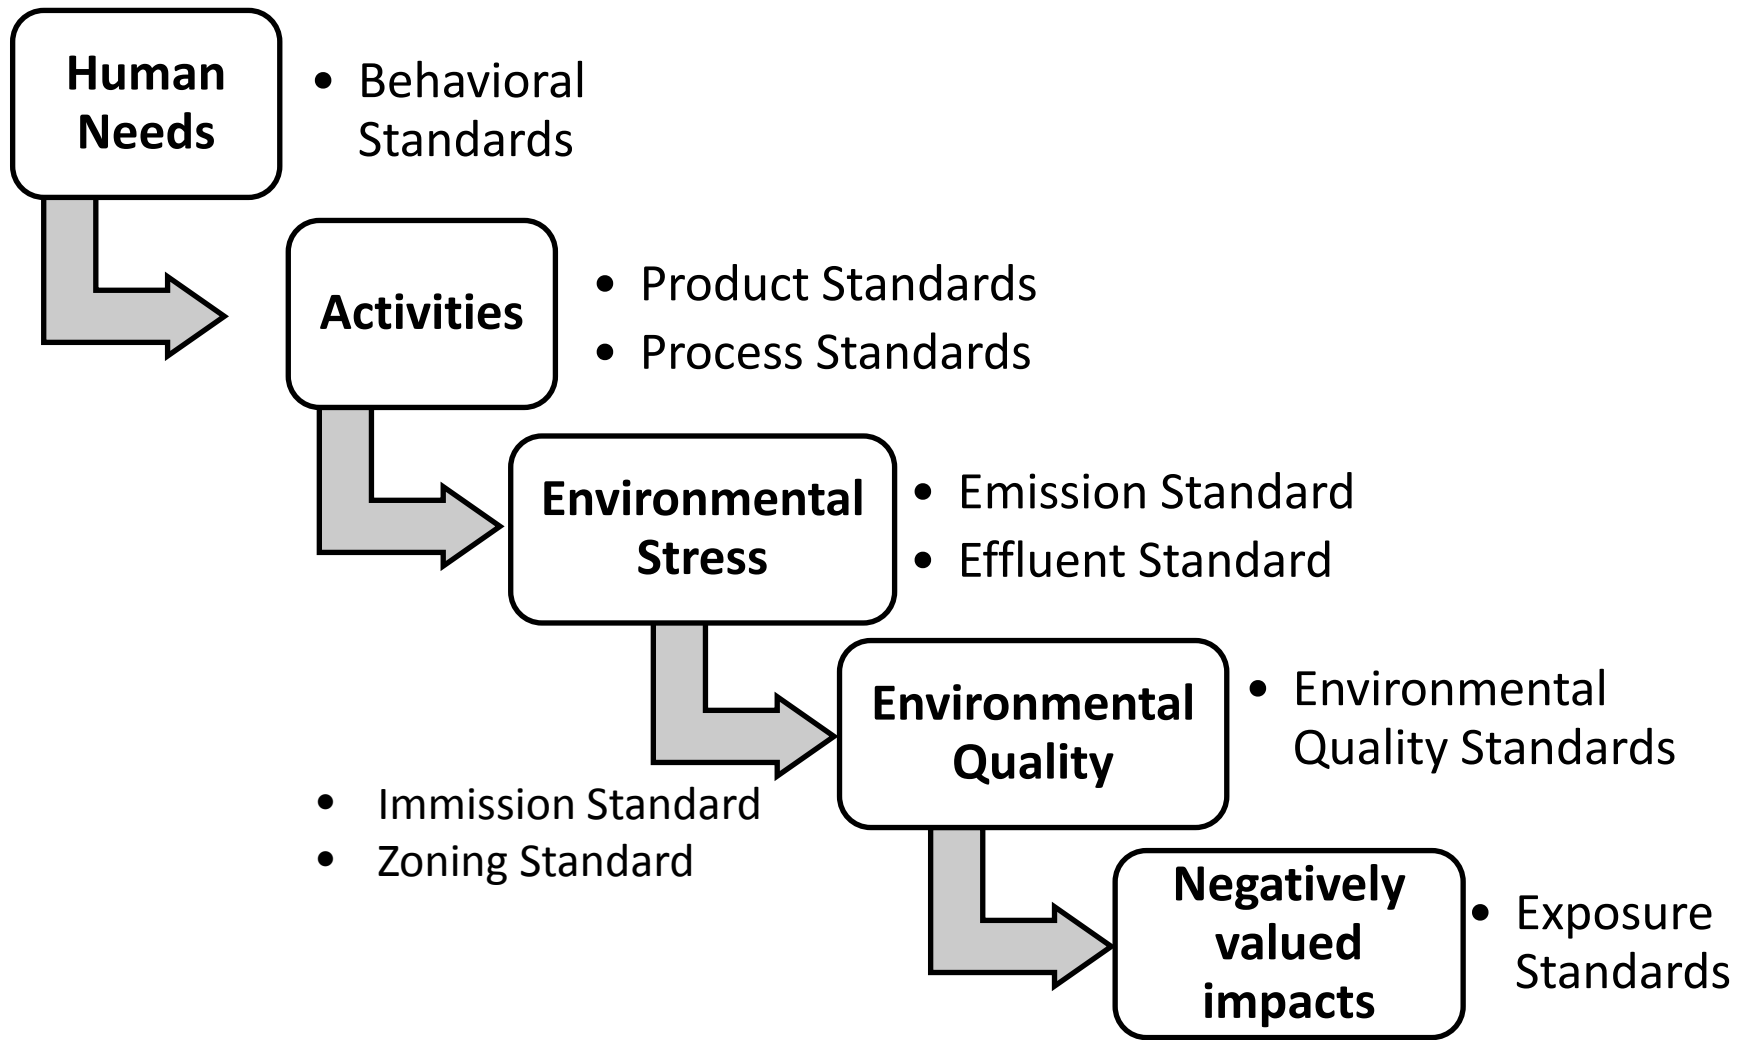 Human
Needs
• Behavioral
Standards
Activities
• Product Standards
• Process Standards
Environmental
Stress
• Emission Standard
• Effluent Standard
Environmental
Quality
• Environmental
Quality Standards
• Immission Standard
• Zoning Standard
Negatively
valued
impacts
• Exposure
Standards